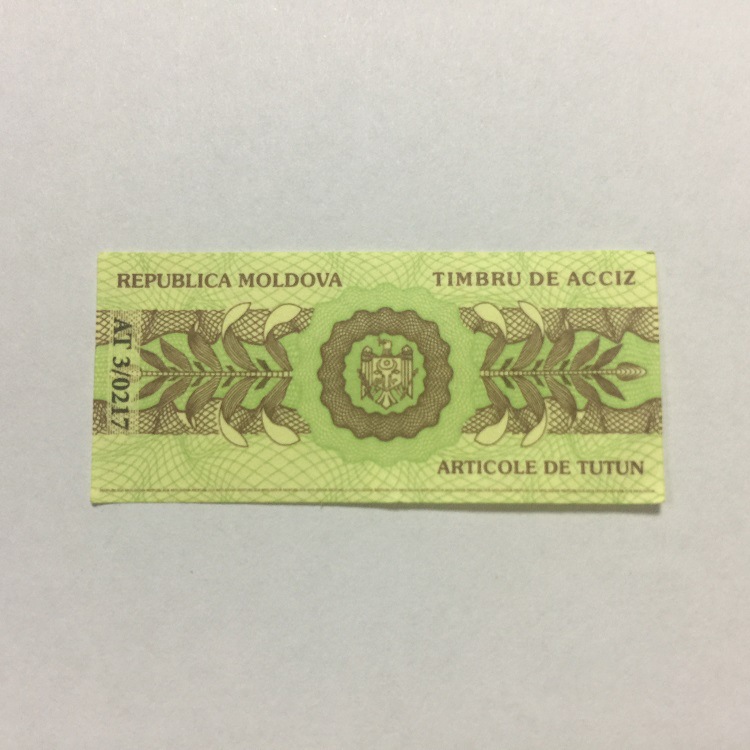 REPUBLICA MOLDOVA
TIMBRU DE ACCIZ
AT 3/0217
ARTICOLE DE TUTUN